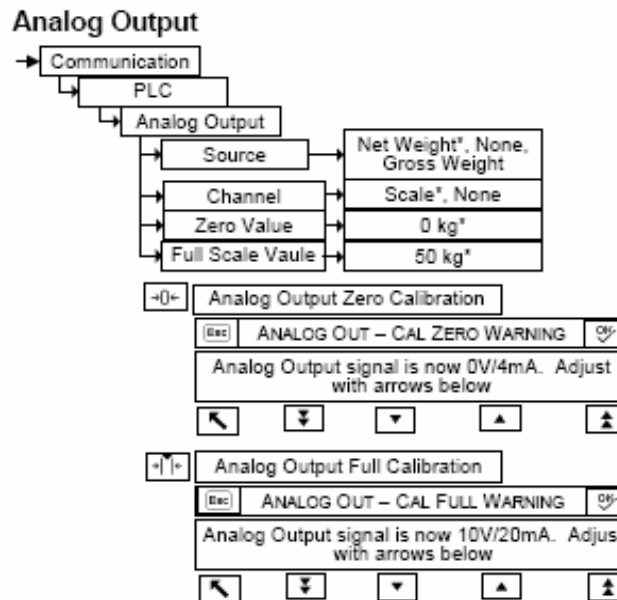 Analog Output
Communication
PLC
Analog Output
Source
Net Weight*, None,
Gross Weight
Channel
Scale*, None
Zero Value
0 kg*
Full Scale Vaule
50 kg*
→0←
Analog Output Zero Calibration
Esc
ANALOG OUT – CAL ZERO WARNING
OK
Analog Output signal is now 0V/4mA. Adjust
with arrows below
Analog Output Full Calibration
Esc
ANALOG OUT – CAL FULL WARNING
OK
Analog Output signal is now 10V/20mA. Adjus
with arrows below